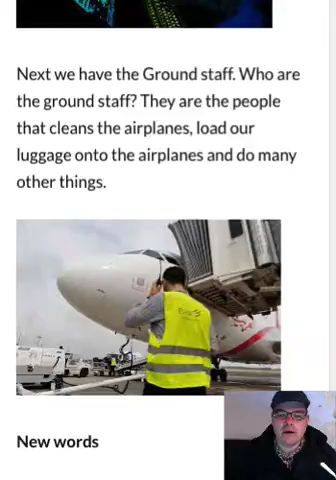 Next we have the Ground staff. Who are
the ground staff? They are the people
that cleans the airplanes, load our
luggage onto the airplanes and do many
other things.
New words